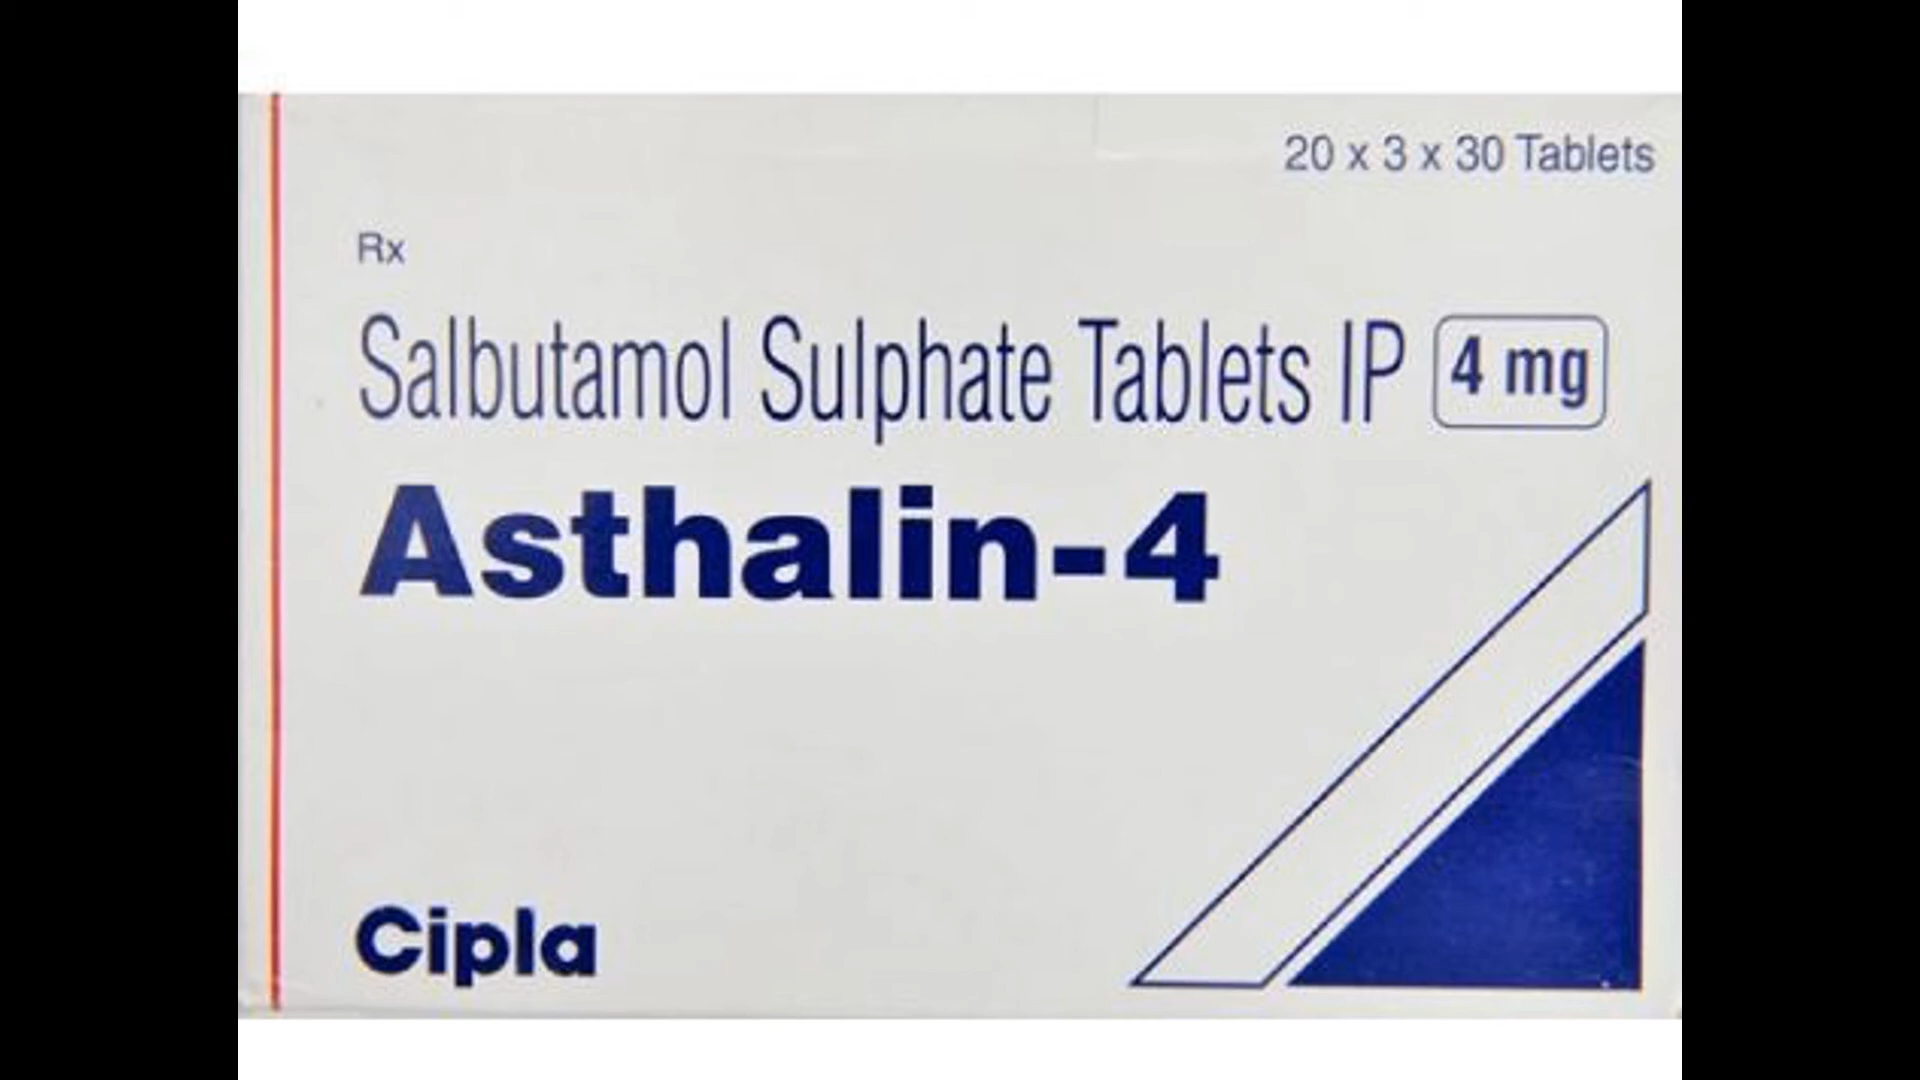 20 x 3 x 30 Tablets
Rx
Salbutamol Sulphate Tablets IP 4 mg
Asthalin-4
Cipla